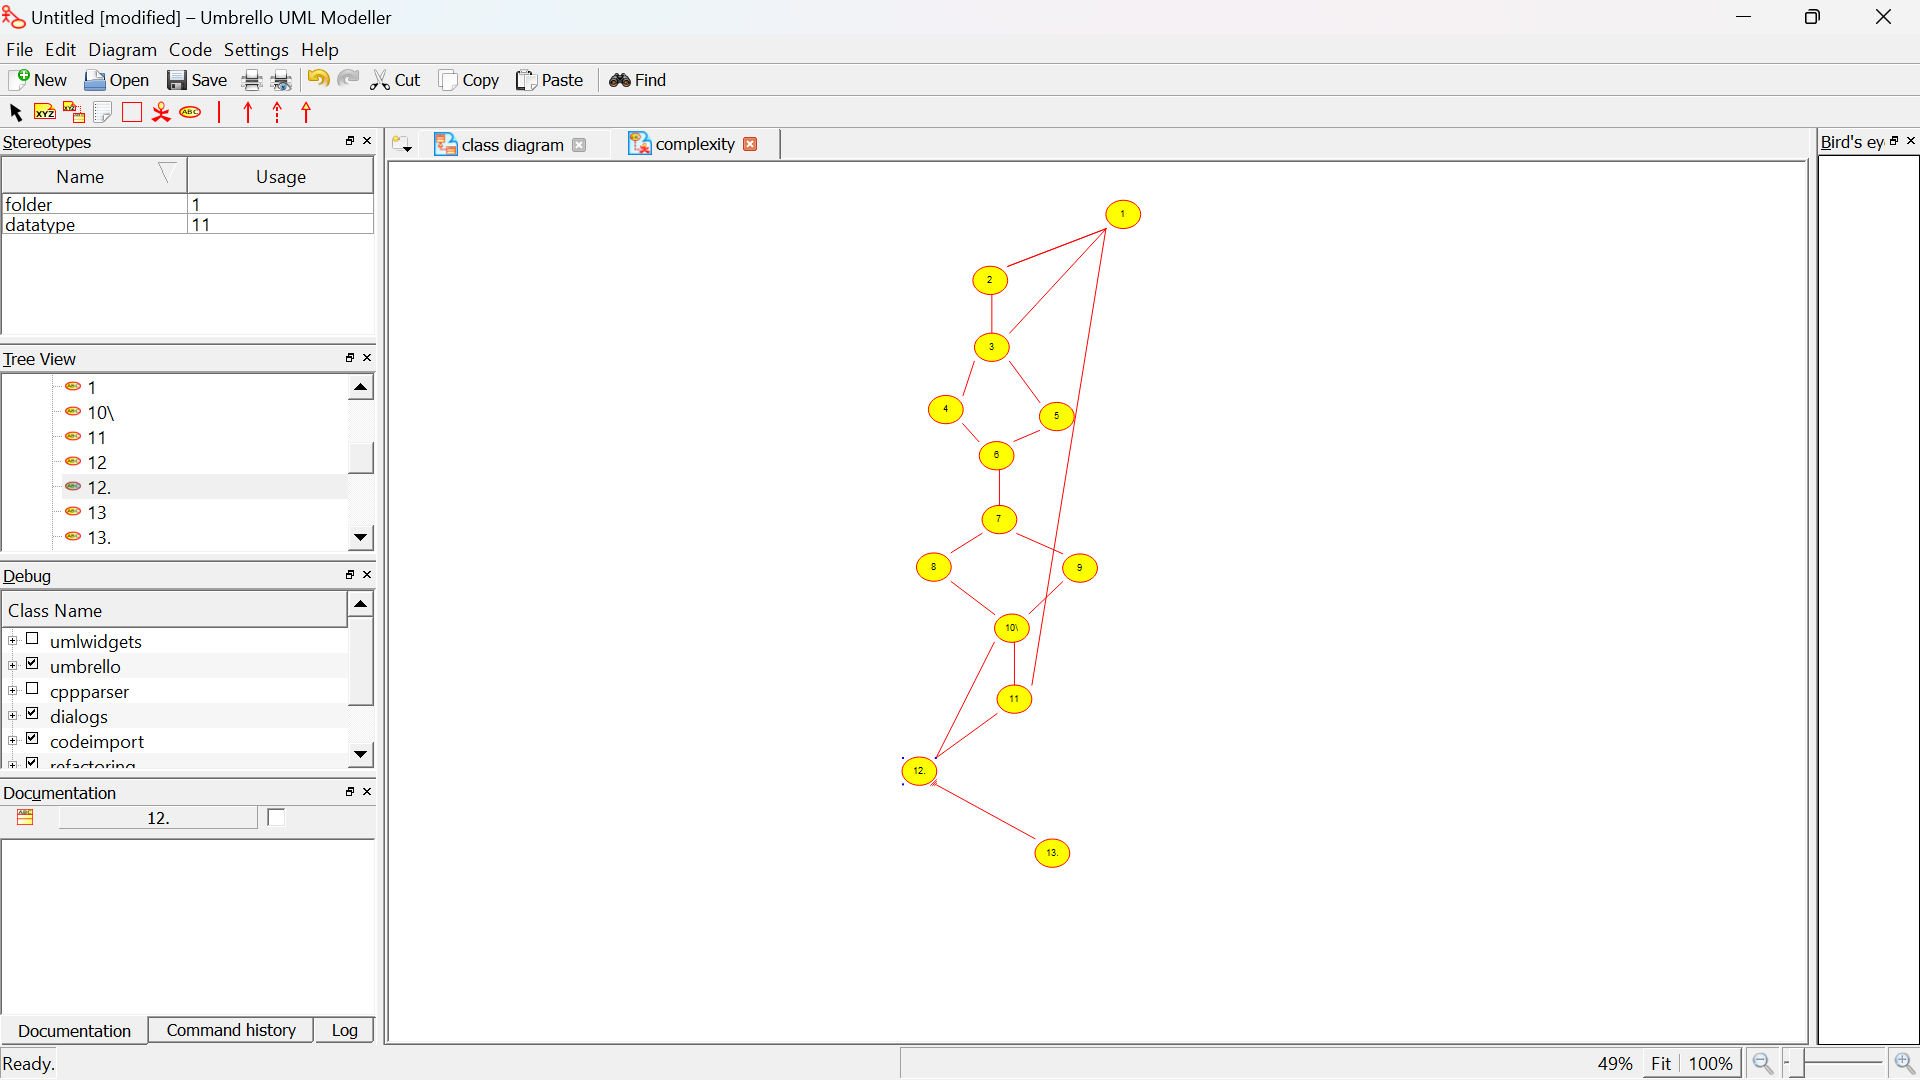 Untitled [modified] – Umbrello UML Modeller
File Edit Diagram Code Settings Help
New Open Save Cut Copy Paste Find
XYZ XYZ ABC
Stereotypes
Name Usage
folder 1
datatype 11
Tree View
1
10\
11
12
12.
13
13.
Debug
Class Name
umlwidgets
umbrello
cppparser
dialogs
codeimport
refactoring
Documentation
12.
Documentation Command history Log
Ready.
class diagram complexity
1
2
3
4
5
6
7
8
9
10\
11
12.
13.
Bird's ey
49% Fit 100%